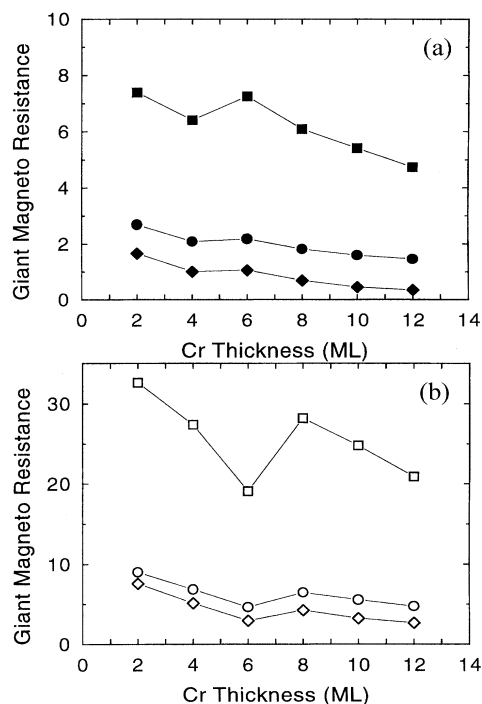 10
(a)
8
6
4
2
0
Giant Magneto Resistance
0 2 4 6 8 10 12 14
Cr Thickness (ML)
(b)
30
20
10
0
Giant Magneto Resistance
0 2 4 6 8 10 12 14
Cr Thickness (ML)